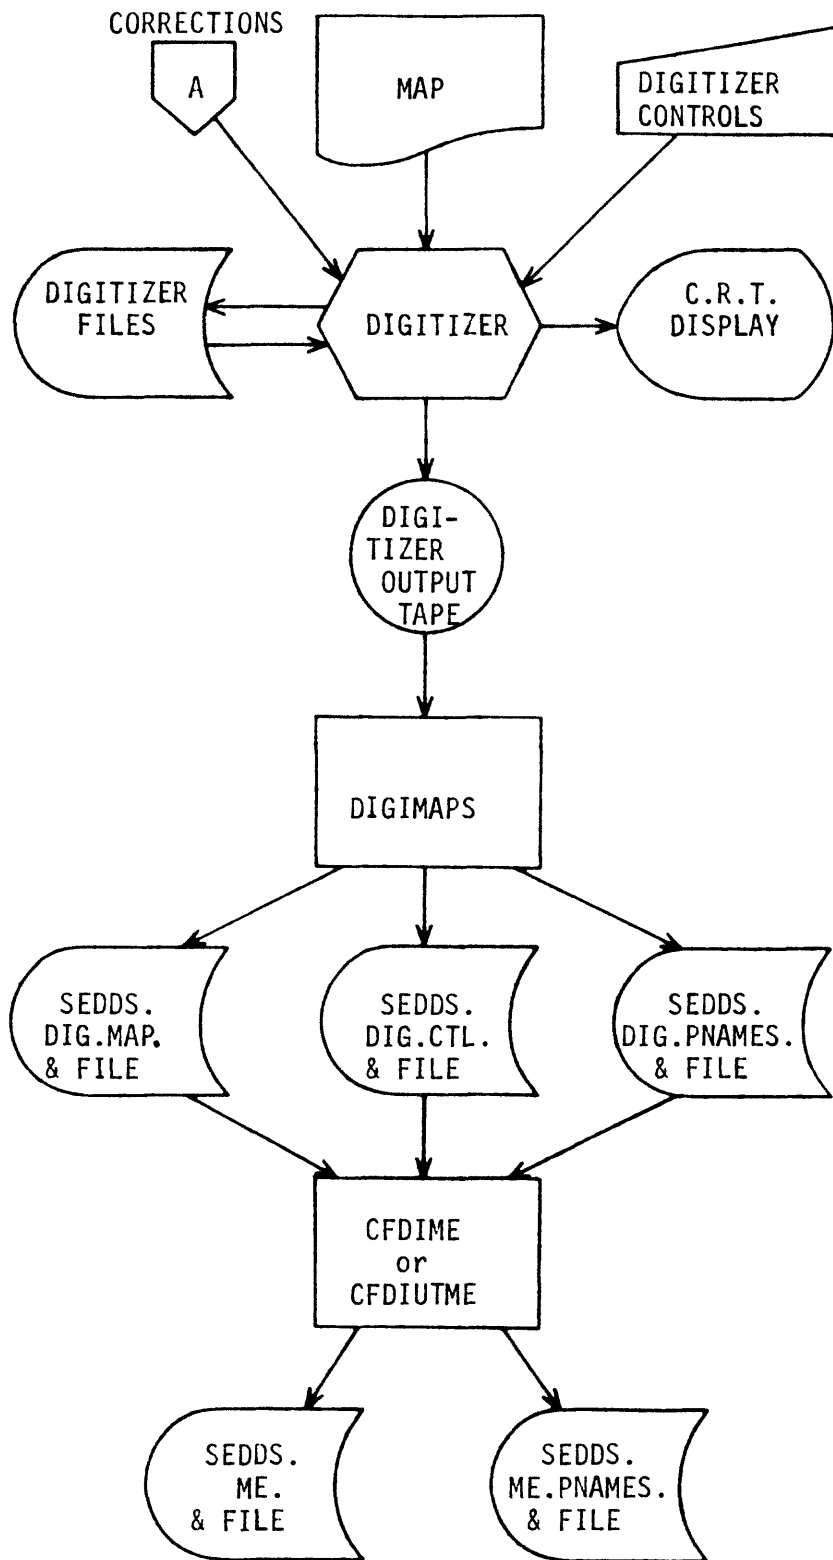 CORRECTIONS
A
MAP
DIGITIZER
CONTROLS
DIGITIZER
FILES
DIGITIZER
C.R.T.
DISPLAY
DIGI-
TIZER
OUTPUT
TAPE
DIGIMAPS
SEDDS.
DIG.MAP.
& FILE
SEDDS.
DIG.CTL.
& FILE
SEDDS.
DIG.PNAMES.
& FILE
CFDIME
or
CFDIUTME
SEDDS.
ME.
& FILE
SEDDS.
ME.PNAMES.
& FILE